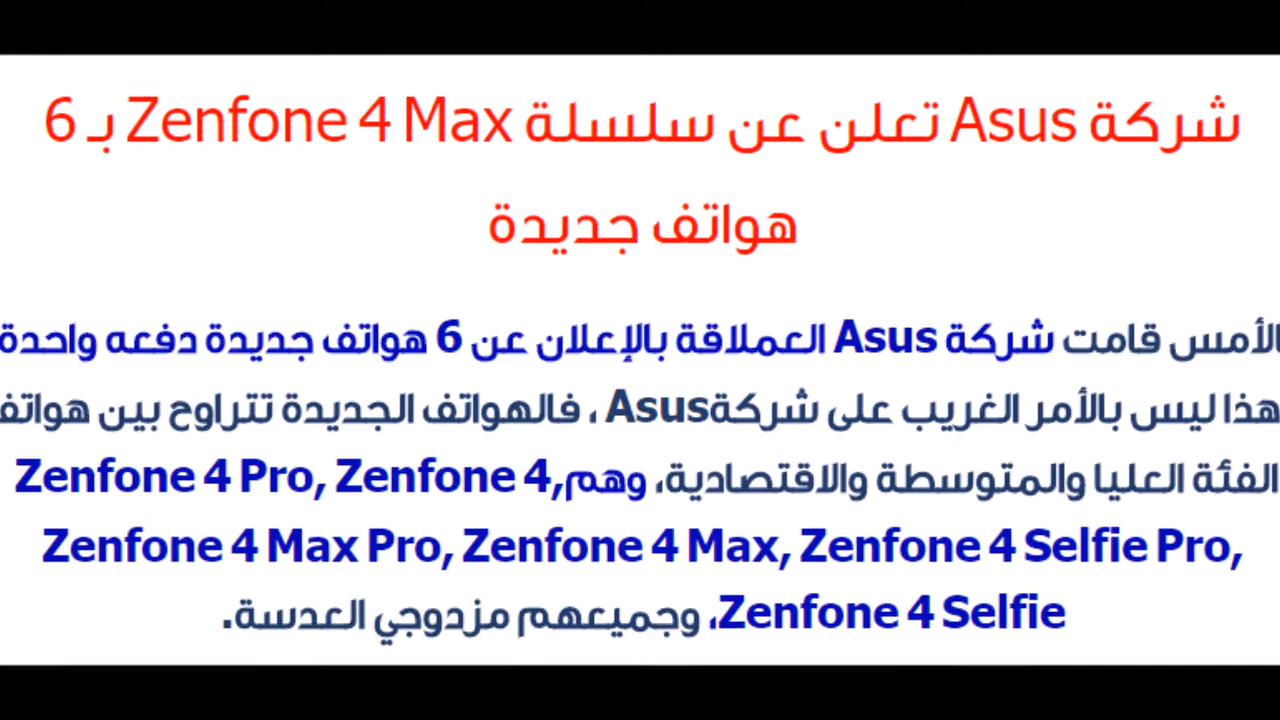 شركة Asus تعلن عن سلسلة Zenfone 4 Max بـ 6
هواتف جديدة
الأمس قامت شركة Asus العملاقة بالإعلان عن 6 هواتف جديدة دفعه واحدة
هذا ليس بالأمر الغريب على شركةAsus ، فالهواتف الجديدة تتراوح بين هواتف
الفئة العليا والمتوسطة والاقتصادية، وهم,Zenfone 4 Pro, Zenfone 4
Zenfone 4 Max Pro, Zenfone 4 Max, Zenfone 4 Selfie Pro,
Zenfone 4 Selfie، وجميعهم مزدوجي العدسة.